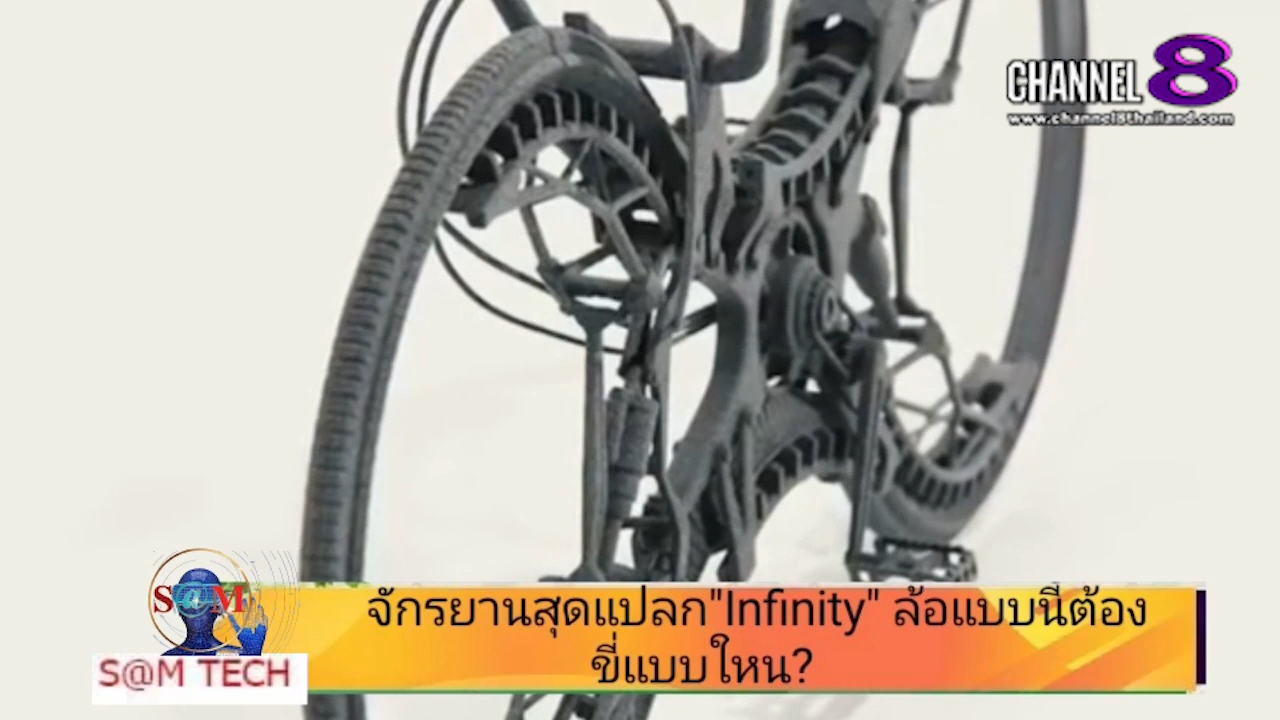 CHANNEL 8
www.channel8thailand.com
S@M
S@M TECH
จักรยานสุดแปลก"Infinity" ล้อแบบนี้ต้อง
ขี่แบบใหน?